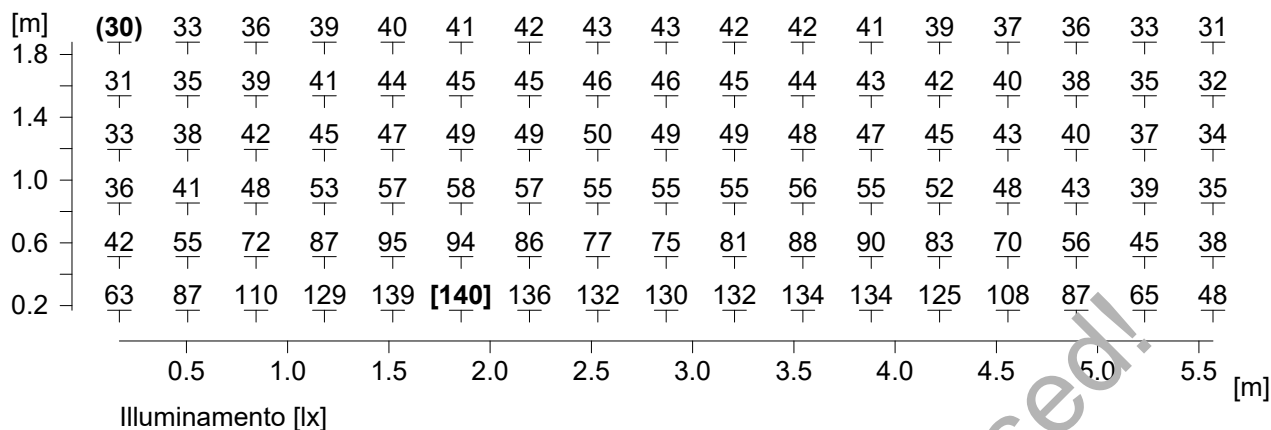 [m] (30) 33 36 39 40 41 42 43 43 42 42 41 39 37 36 33 31
1.8
31 35 39 41 44 45 45 46 46 45 44 43 42 40 38 35 32
1.4
33 38 42 45 47 49 49 50 49 49 48 47 45 43 40 37 34
1.0 36 41 48 53 57 58 57 55 55 55 56 55 52 48 43 39 35
0.6 42 55 72 87 95 94 86 77 75 81 88 90 83 70 56 45 38
0.2 63 87 110 129 139 [140] 136 132 130 132 134 134 125 108 87 65 48
0.5 1.0 1.5 2.0 2.5 3.0 3.5 4.0 4.5 5.0 5.5 [m]
Illuminamento [lx]